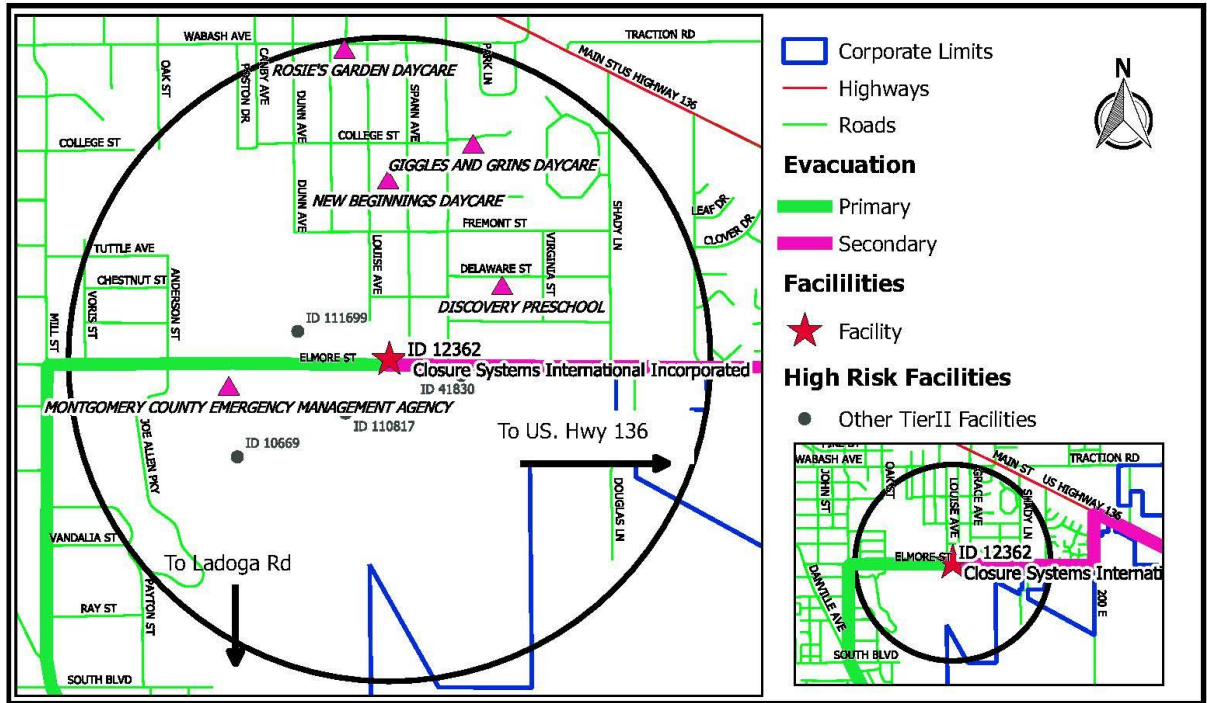 WABASH AVE
TRACTION RD
OAK ST
POSTON DR
CANBY AVE
ROSIE'S GARDEN DAYCARE
PARK LN
MAIN STUS HIGHWAY 136
DUNN AVE
SPANN AVE
COLLEGE ST
COLLEGE ST
GIGGLES AND GRINS DAYCARE
NEW BEGINNINGS DAYCARE
DUNN AVE
FREMONT ST
SHADY LN
LEAF DR
CLOVER DR
TUTTLE AVE
LOUISE AVE
VIRGINIA ST
CHESTNUT ST
ANDERSON ST
DELAWARE ST
VORIS ST
DISCOVERY PRESCHOOL
MILL ST
ID 111699
ELMORE ST
ID 12362
Closure Systems International Incorporated
ID 41830
MONTGOMERY COUNTY EMERGENCY MANAGEMENT AGENCY
ID 110817
To US. Hwy 136
JOE ALLEN PKY
ID 10669
DOUGLAS LN
VANDALIA ST
To Ladoga Rd
PAYTON ST
RAY ST
SOUTH BLVD
Corporate Limits
Highways
Roads
N
Evacuation
Primary
Secondary
Facililities
Facility
High Risk Facilities
Other TierII Facilities
WABASH AVE
TRACTION RD
JOHN ST
OAK ST
LOUISE AVE
GRACE AVE
SHADY LN
MAIN ST US HIGHWAY 136
ELMORE ST
ID 12362
Closure Systems Internati
DANVILLE AVE
200 E
SOUTH BLVD